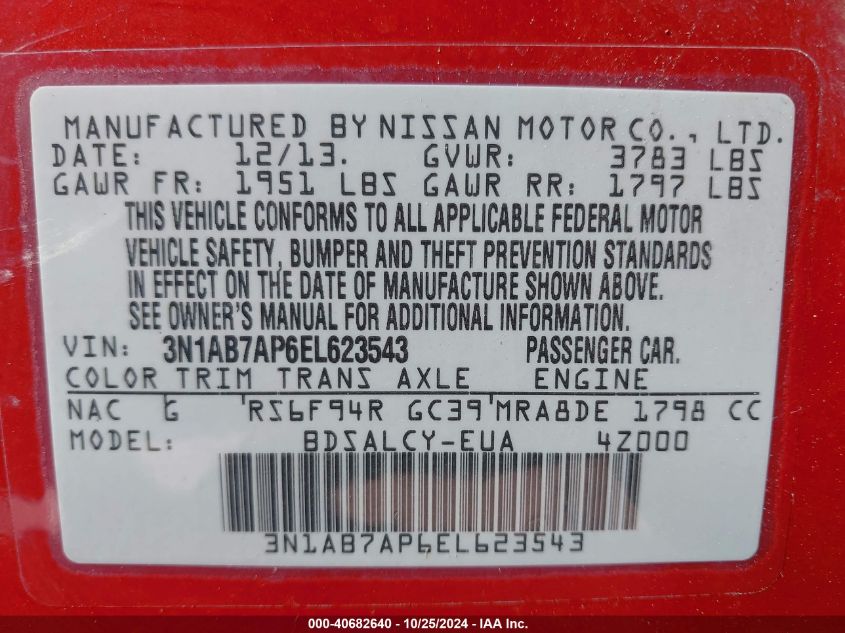 MANUFACTURED BY NISSAN MOTOR CO., LTD.
DATE: 12/13. GVWR: 3783 LBS
GAWR FR: 1951 LBS GAWR RR: 1797 LBS
THIS VEHICLE CONFORMS TO ALL APPLICABLE FEDERAL MOTOR
VEHICLE SAFETY, BUMPER AND THEFT PREVENTION STANDARDS
IN EFFECT ON THE DATE OF MANUFACTURE SHOWN ABOVE.
SEE OWNER'S MANUAL FOR ADDITIONAL INFORMATION.
VIN: 3N1AB7AP6EL623543 PASSENGER CAR.
COLOR TRIM TRANS AXLE ENGINE
NAC G RS6F94R GC39 MRA8DE 1798 CC
MODEL: BDSALCY-EUA 4Z000
3N1AB7AP6EL623543
000-40682640 - 10/25/2024 - IAA Inc.